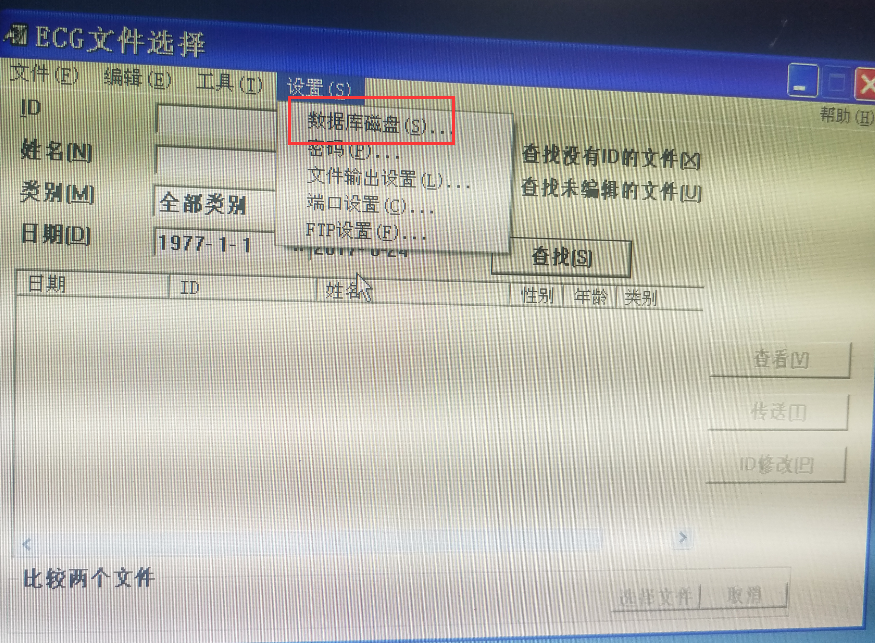 ECG文件选择
文件(F) 编辑(E) 工具(T) 设置(S) 帮助(H)
ID
数据库磁盘(S)...
姓名[N]
密码(P)...
查找没有ID的文件[X]
文件输出设置(L)...
类别[M] 全部类别
查找未编辑的文件[U]
端口设置(C)...
FTP设置(F)...
日期[D] 1977-1-1
查找[S]
日期 ID 姓名 性别 年龄 类别
查看[V]
传送[T]
ID修改[P]
比较两个文件
选择文件 取消